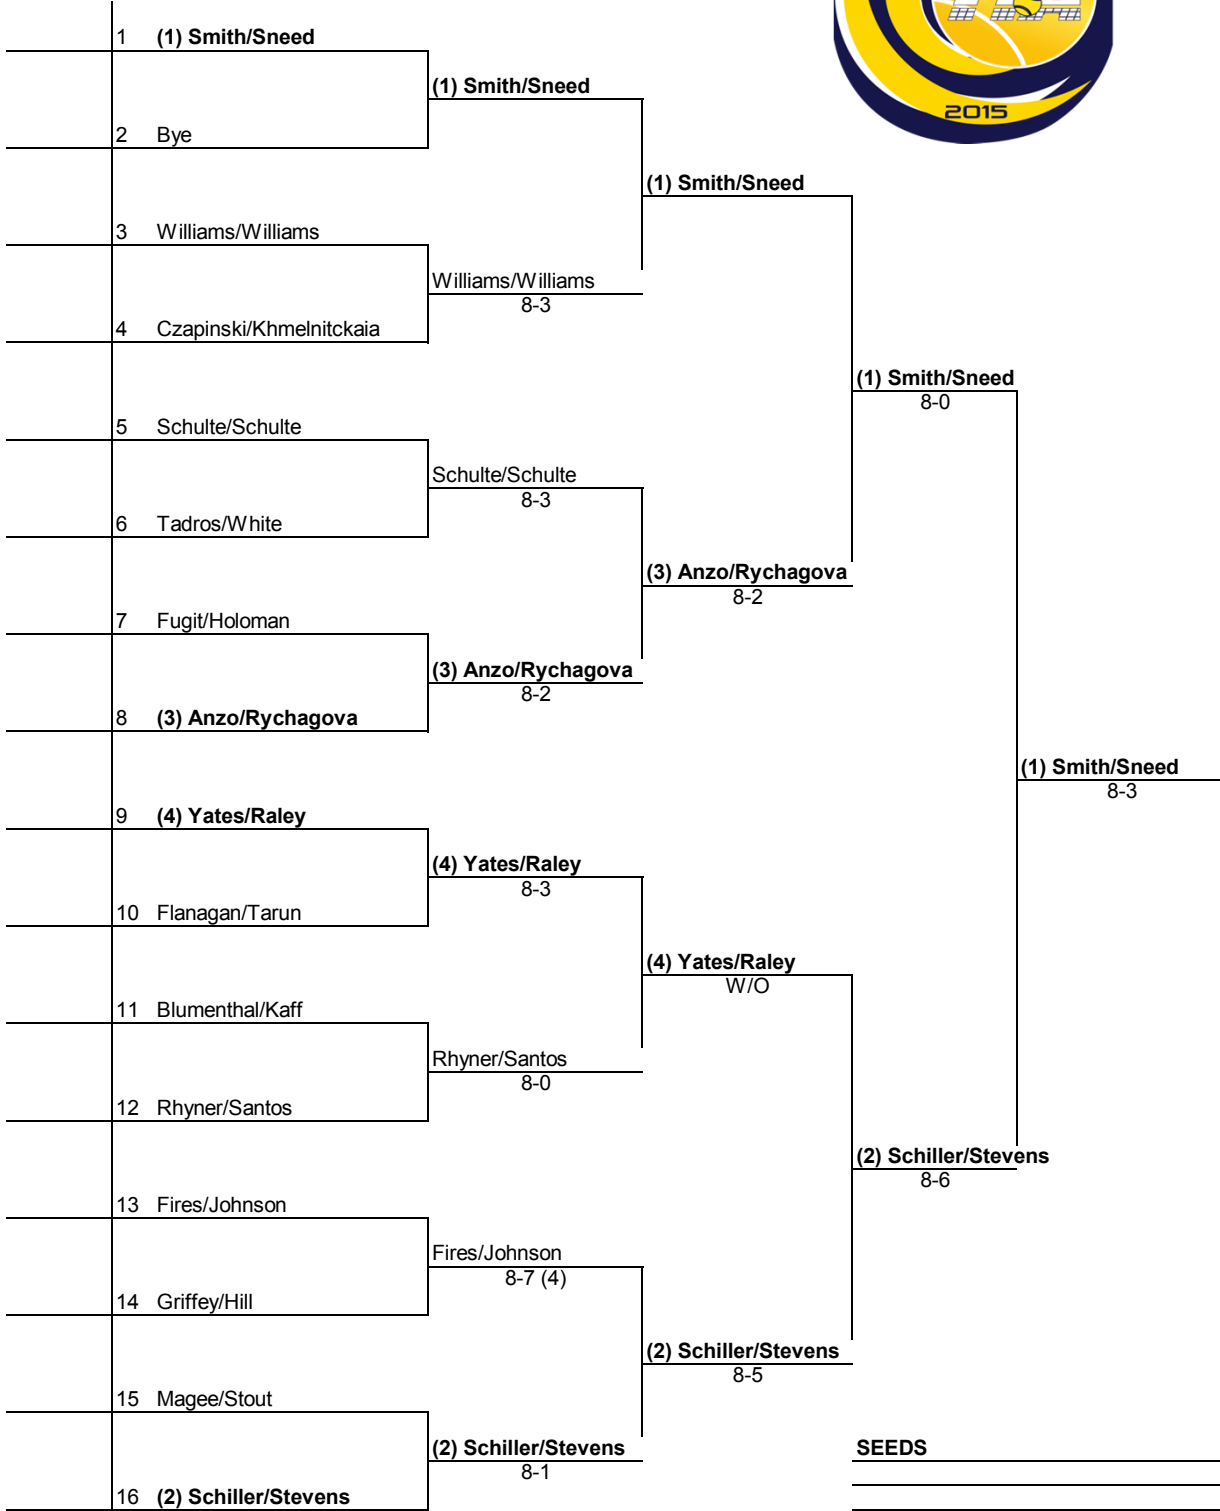 2015
1 (1) Smith/Sneed
(1) Smith/Sneed
2 Bye
(1) Smith/Sneed
3 Williams/Williams
Williams/Williams
8-3
4 Czapinski/Khmelnitckaia
(1) Smith/Sneed
8-0
5 Schulte/Schulte
Schulte/Schulte
8-3
6 Tadros/White
(3) Anzo/Rychagova
8-2
7 Fugit/Holoman
(3) Anzo/Rychagova
8-2
8 (3) Anzo/Rychagova
(1) Smith/Sneed
8-3
9 (4) Yates/Raley
(4) Yates/Raley
8-3
10 Flanagan/Tarun
(4) Yates/Raley
W/O
11 Blumenthal/Kaff
Rhyner/Santos
8-0
12 Rhyner/Santos
(2) Schiller/Stevens
8-6
13 Fires/Johnson
Fires/Johnson
8-7 (4)
14 Griffey/Hill
(2) Schiller/Stevens
8-5
15 Magee/Stout
(2) Schiller/Stevens
8-1
SEEDS
16 (2) Schiller/Stevens